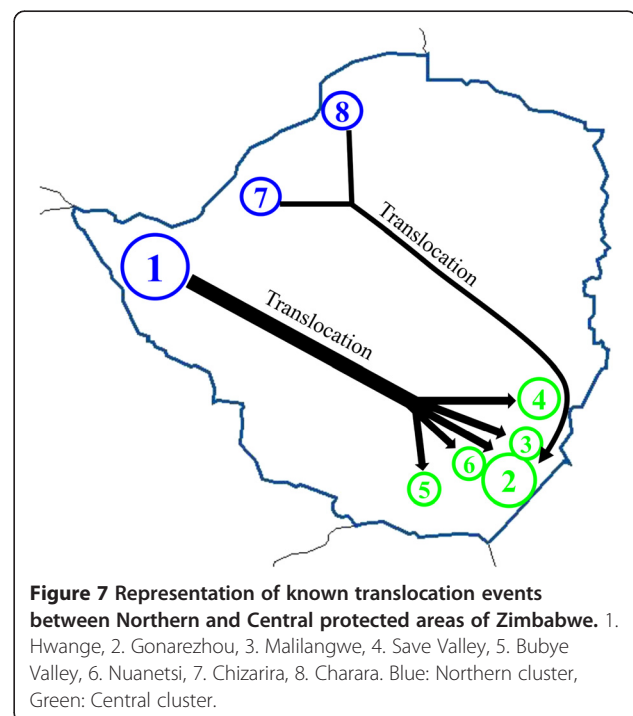 8
7
Translocation
1
Translocation
4
3
6
2
5
Figure 7 Representation of known translocation events
between Northern and Central protected areas of Zimbabwe. 1.
Hwange, 2. Gonarezhou, 3. Malilangwe, 4. Save Valley, 5. Bubye
Valley, 6. Nuanetsi, 7. Chizarira, 8. Charara. Blue: Northern cluster,
Green: Central cluster.